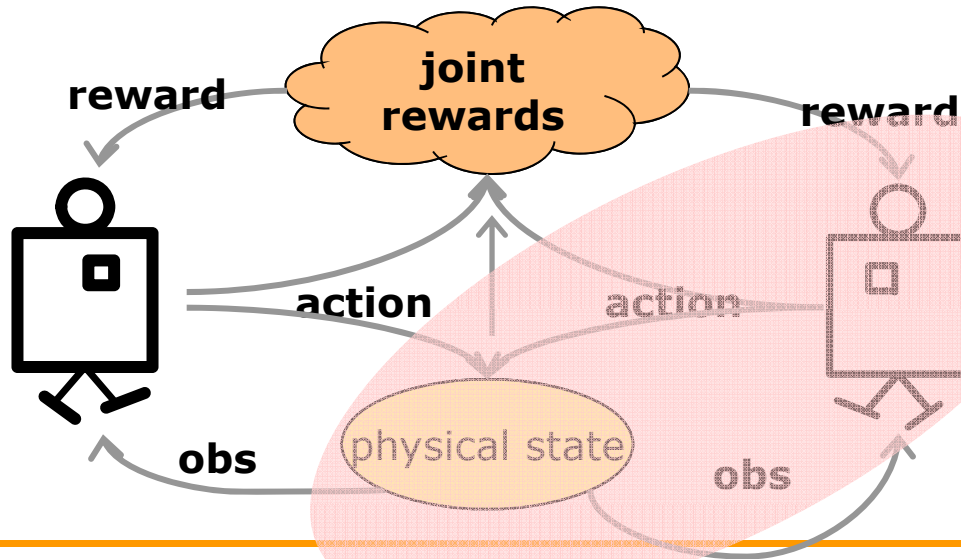 joint
rewards
reward
reward
action
action
physical state
obs
obs